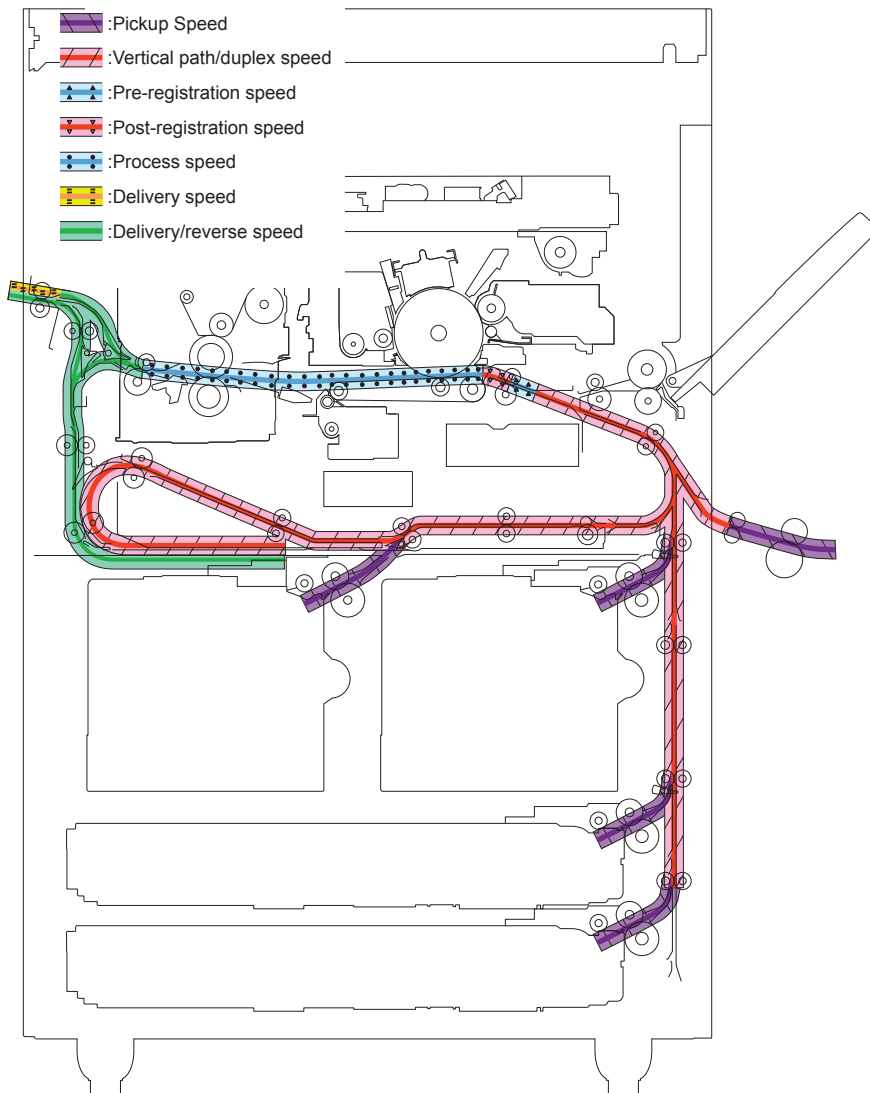 :Pickup Speed
:Vertical path/duplex speed
:Pre-registration speed
:Post-registration speed
:Process speed
:Delivery speed
:Delivery/reverse speed